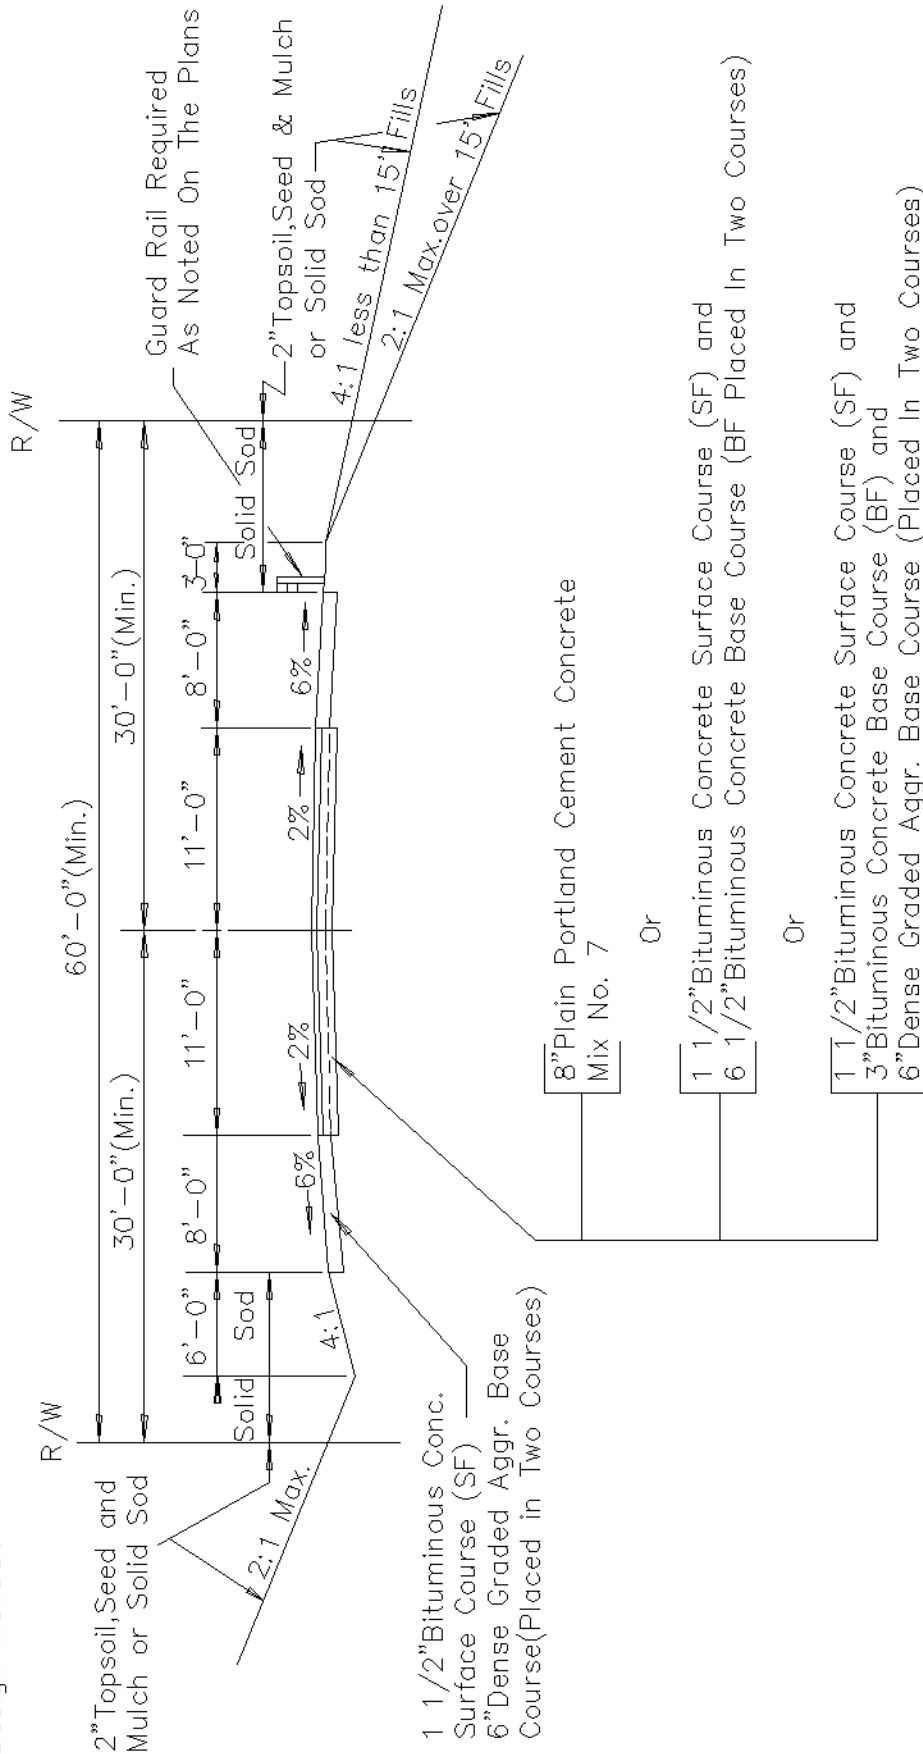 R/W
R/W
60'-0"(Min.)
30'-0"(Min.)
30'-0"(Min.)
6'-0"
8'-0"
11'-0"
11'-0"
8'-0"
3-0"
Solid Sod
Solid Sod
2"Topsoil,Seed and
Mulch or Solid Sod
Guard Rail Required
As Noted On The Plans
2"Topsoil,Seed & Mulch
or Solid Sod
2:1 Max.
4:1
6%
2%
2%
6%
4:1 less than 15' Fills
2:1 Max.over 15' Fills
1 1/2"Bituminous Conc.
Surface Course (SF)
6"Dense Graded Aggr. Base
Course(Placed in Two Courses)
8"Plain Portland Cement Concrete
Mix No. 7
Or
1 1/2"Bituminous Concrete Surface Course (SF) and
6 1/2"Bituminous Concrete Base Course (BF Placed In Two Courses)
Or
1 1/2"Bituminous Concrete Surface Course (SF) and
3"Bituminous Concrete Base Course (BF) and
6"Dense Graded Aggr. Base Course (Placed In Two Courses)